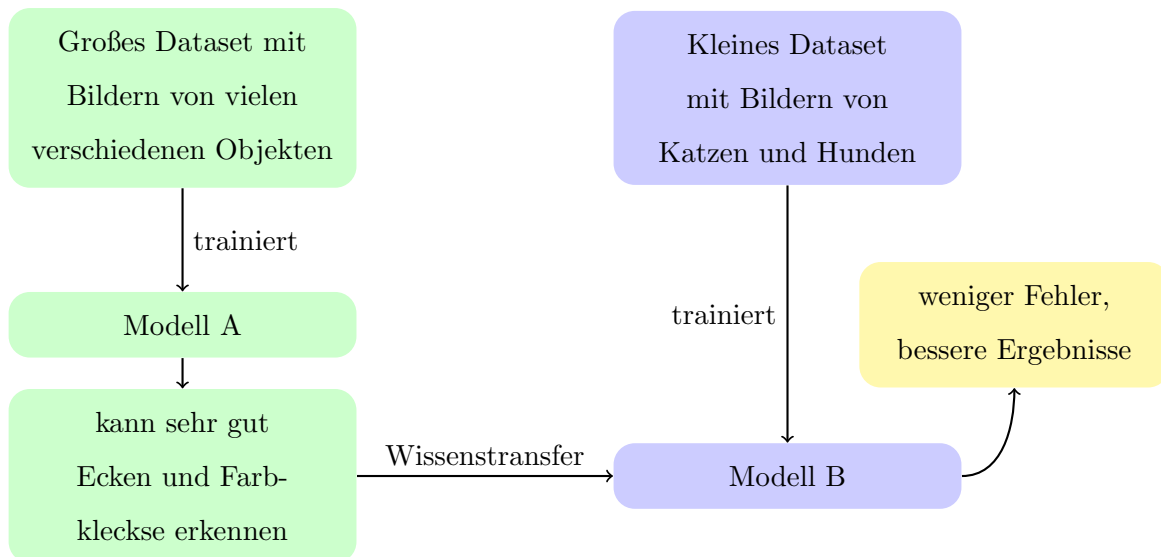 Großes Dataset mit
Bildern von vielen
verschiedenen Objekten
trainiert
Modell A
kann sehr gut
Ecken und Farb-
kleckse erkennen
Wissenstransfer
Kleines Dataset
mit Bildern von
Katzen und Hunden
trainiert
Modell B
weniger Fehler,
bessere Ergebnisse